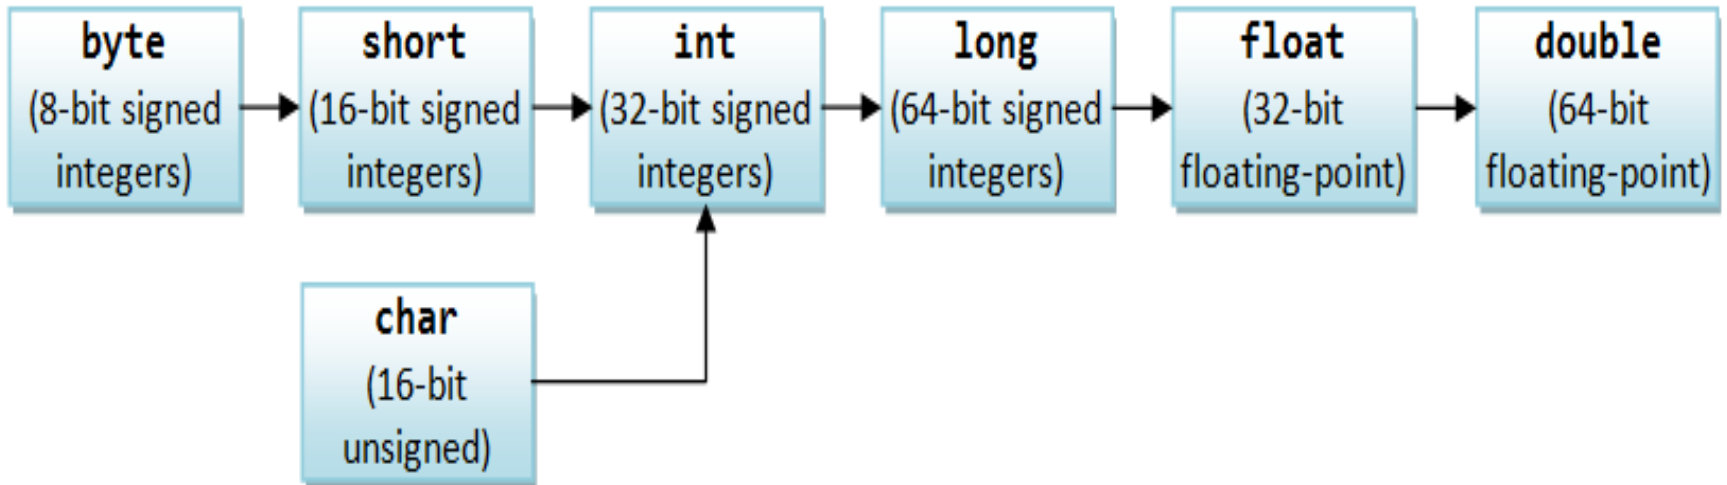 byte
(8-bit signed
integers)
short
(16-bit signed
integers)
int
(32-bit signed
integers)
long
(64-bit signed
integers)
float
(32-bit
floating-point)
double
(64-bit
floating-point)
char
(16-bit
unsigned)